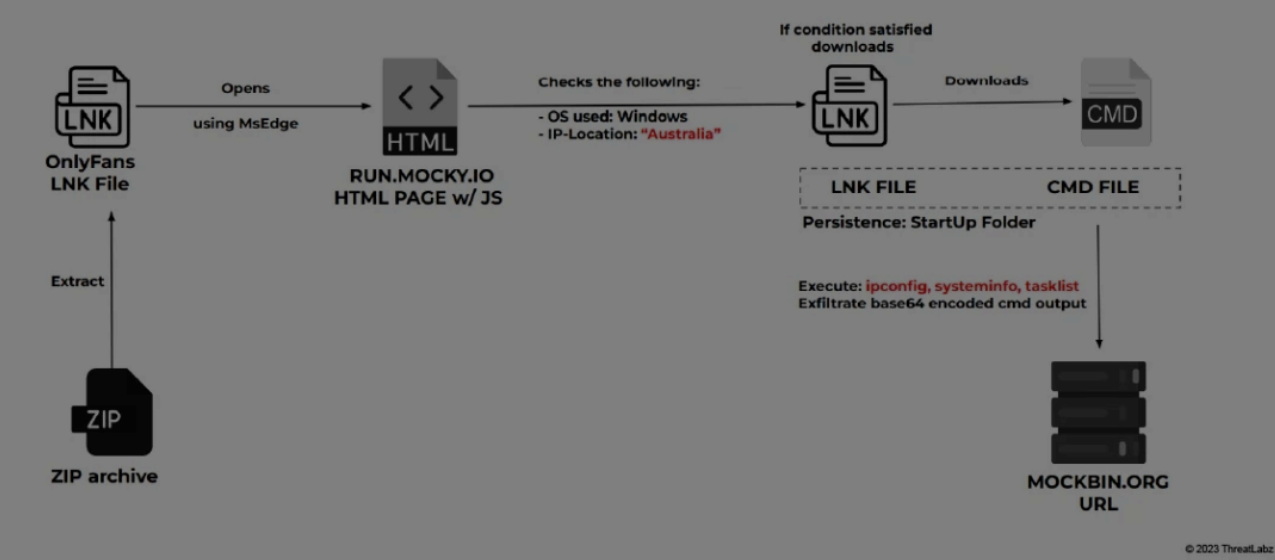 If condition satisfied
downloads
LNK
Opens
using MsEdge
OnlyFans
LNK File
HTML
RUN.MOCKY.IO
HTML PAGE w/ JS
Checks the following:
- OS used: Windows
- IP-Location: “Australia”
LNK
Downloads
CMD
LNK FILE
CMD FILE
Persistence: StartUp Folder
Extract
Execute: ipconfig, systeminfo, tasklist
Exfiltrate base64 encoded cmd output
ZIP
ZIP archive
MOCKBIN.ORG
URL
© 2023 ThreatLabz